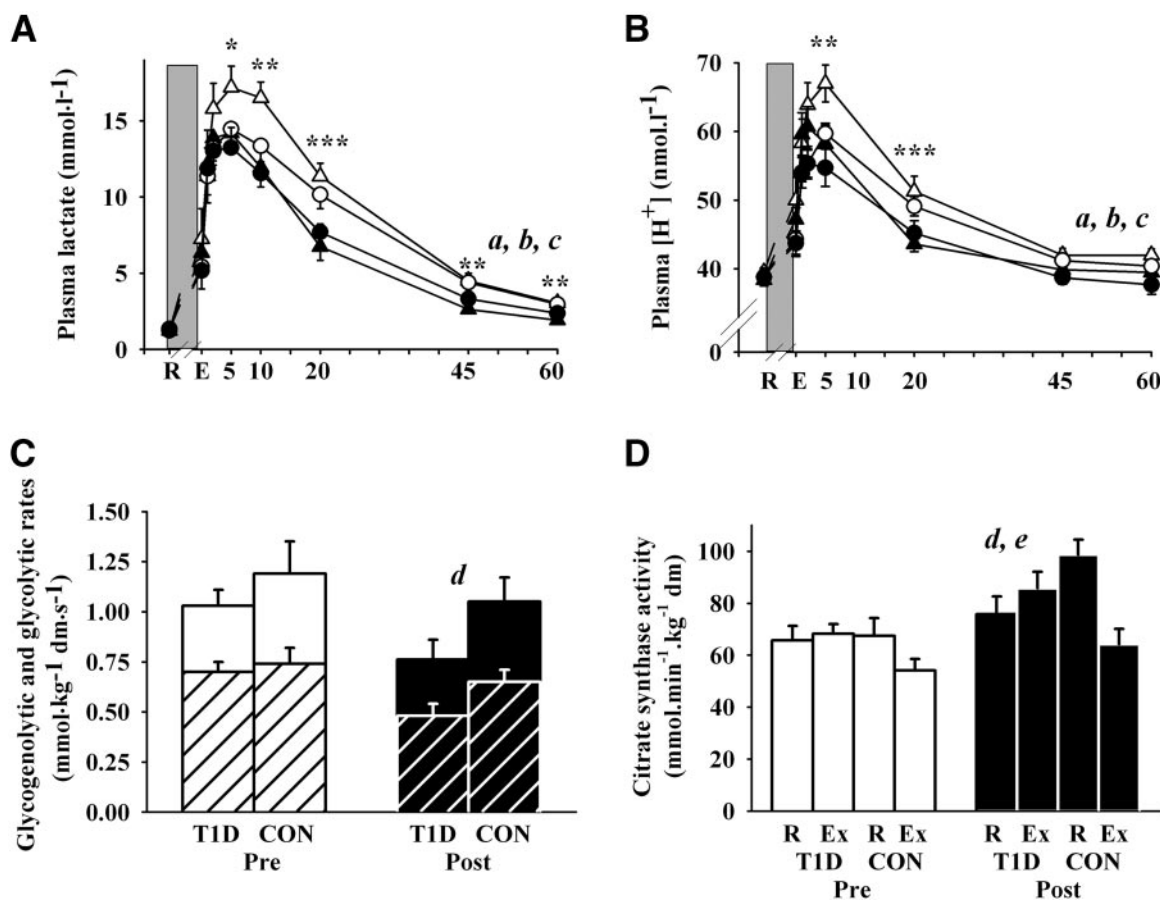 A
Plasma lactate (mmol·l⁻¹)
15
10
5
0
*
**
***
a, b, c
**
**
R E 5 10 20 45 60
B
Plasma [H⁺] (nmol.l⁻¹)
70
60
50
40
0
**
***
a, b, c
R E 5 10 20 45 60
C
Glycogenolytic and glycolytic rates
(mmol·kg⁻¹ dm·s⁻¹)
1.50
1.25
1.00
0.75
0.50
0.25
0.00
d
T1D CON T1D CON
Pre Post
D
Citrate synthase activity
(mmol.min⁻¹.kg⁻¹ dm)
100
80
60
40
20
0
d, e
R Ex R Ex R Ex R Ex
T1D CON T1D CON
Pre Post